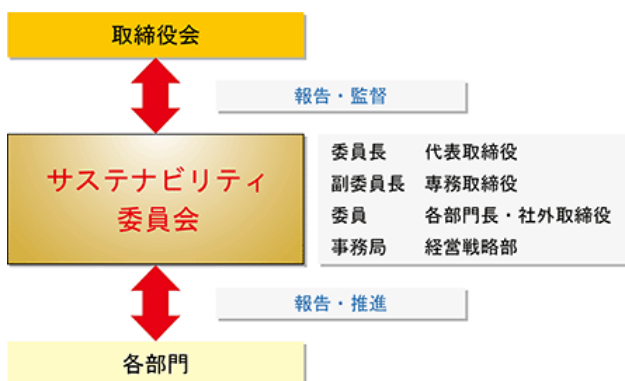 取締役会
報告・監督
サステナビリティ
委員会
委員長 代表取締役
副委員長 専務取締役
委員 各部門長・社外取締役
事務局 経営戦略部
報告・推進
各部門